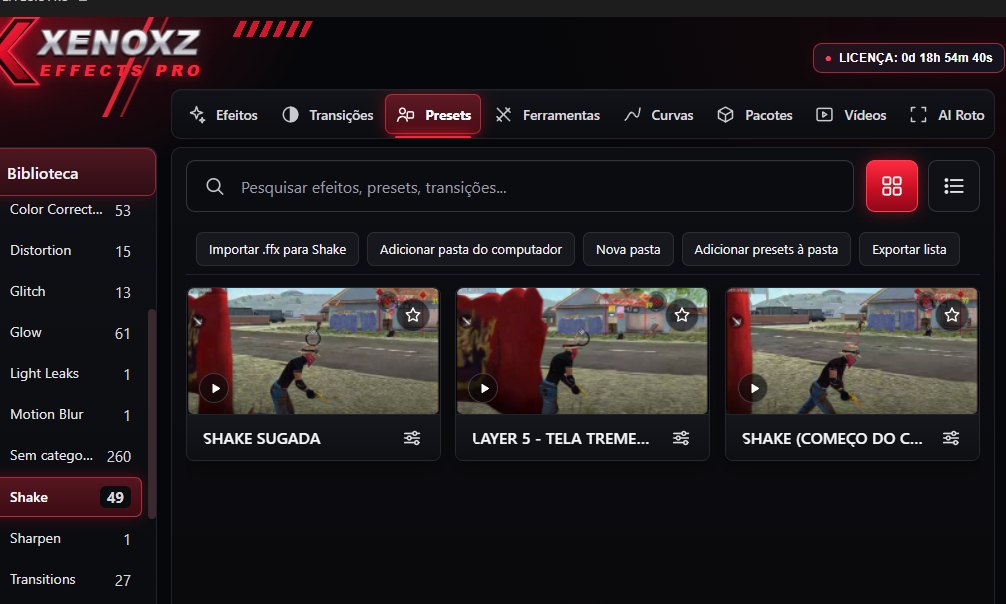 XENOXZ
EFFECTS PRO
LICENÇA: 0d 18h 54m 40s
Efeitos
Transições
Presets
Ferramentas
Curvas
Pacotes
Vídeos
AI Roto
Biblioteca
Color Correct... 53
Distortion 15
Glitch 13
Glow 61
Light Leaks 1
Motion Blur 1
Sem catego... 260
Shake 49
Sharpen 1
Transitions 27
Pesquisar efeitos, presets, transições...
Importar .ffx para Shake
Adicionar pasta do computador
Nova pasta
Adicionar presets à pasta
Exportar lista
SHAKE SUGADA
LAYER 5 - TELA TREME...
SHAKE (COMEÇO DO C...